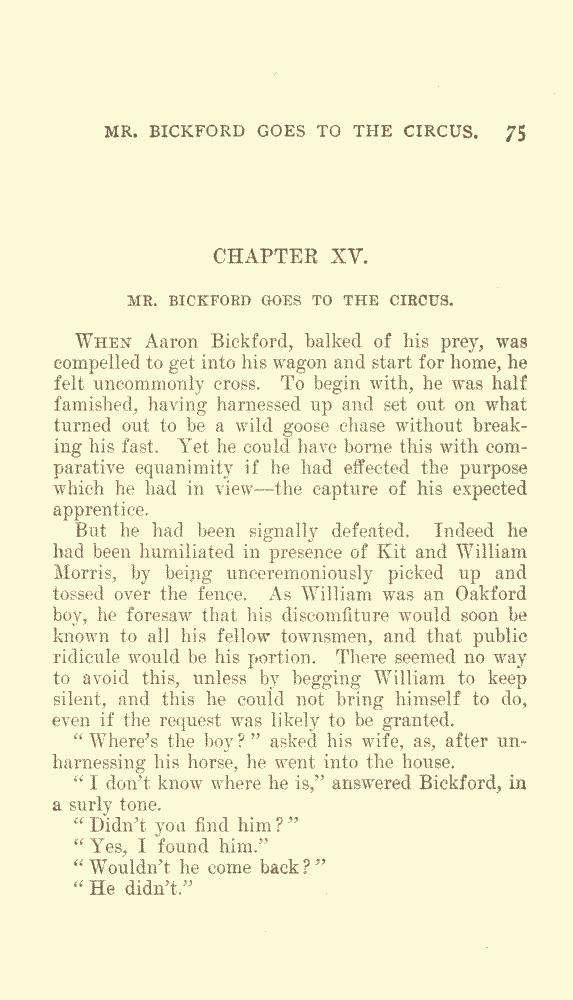 MR. BICKFORD GOES TO THE CIRCUS. 75
CHAPTER XV.
MR. BICKFORD GOES TO THE CIRCUS.
WHEN Aaron Bickford, balked of his prey, was
compelled to get into his wagon and start for home, he
felt uncommonly cross. To begin with, he was half
famished, having harnessed up and set out on what
turned out to be a wild goose chase without break-
ing his fast. Yet he could have borne this with com-
parative equanimity if he had effected the purpose
which he had in view—the capture of his expected
apprentice.
But he had been signally defeated. Indeed he
had been humiliated in presence of Kit and William
Morris, by being unceremoniously picked up and
tossed over the fence. As William was an Oakford
boy, he foresaw that his discomfiture would soon be
known to all his fellow townsmen, and that public
ridicule would be his portion. There seemed no way
to avoid this, unless by begging William to keep
silent, and this he could not bring himself to do,
even if the request was likely to be granted.
“Where's the boy?” asked his wife, as, after un-
harnessing his horse, he went into the house.
“I don't know where he is,” answered Bickford, in
a surly tone.
“Didn't you find him?”
“Yes, I found him.”
“Wouldn't he come back?”
“He didn't.”